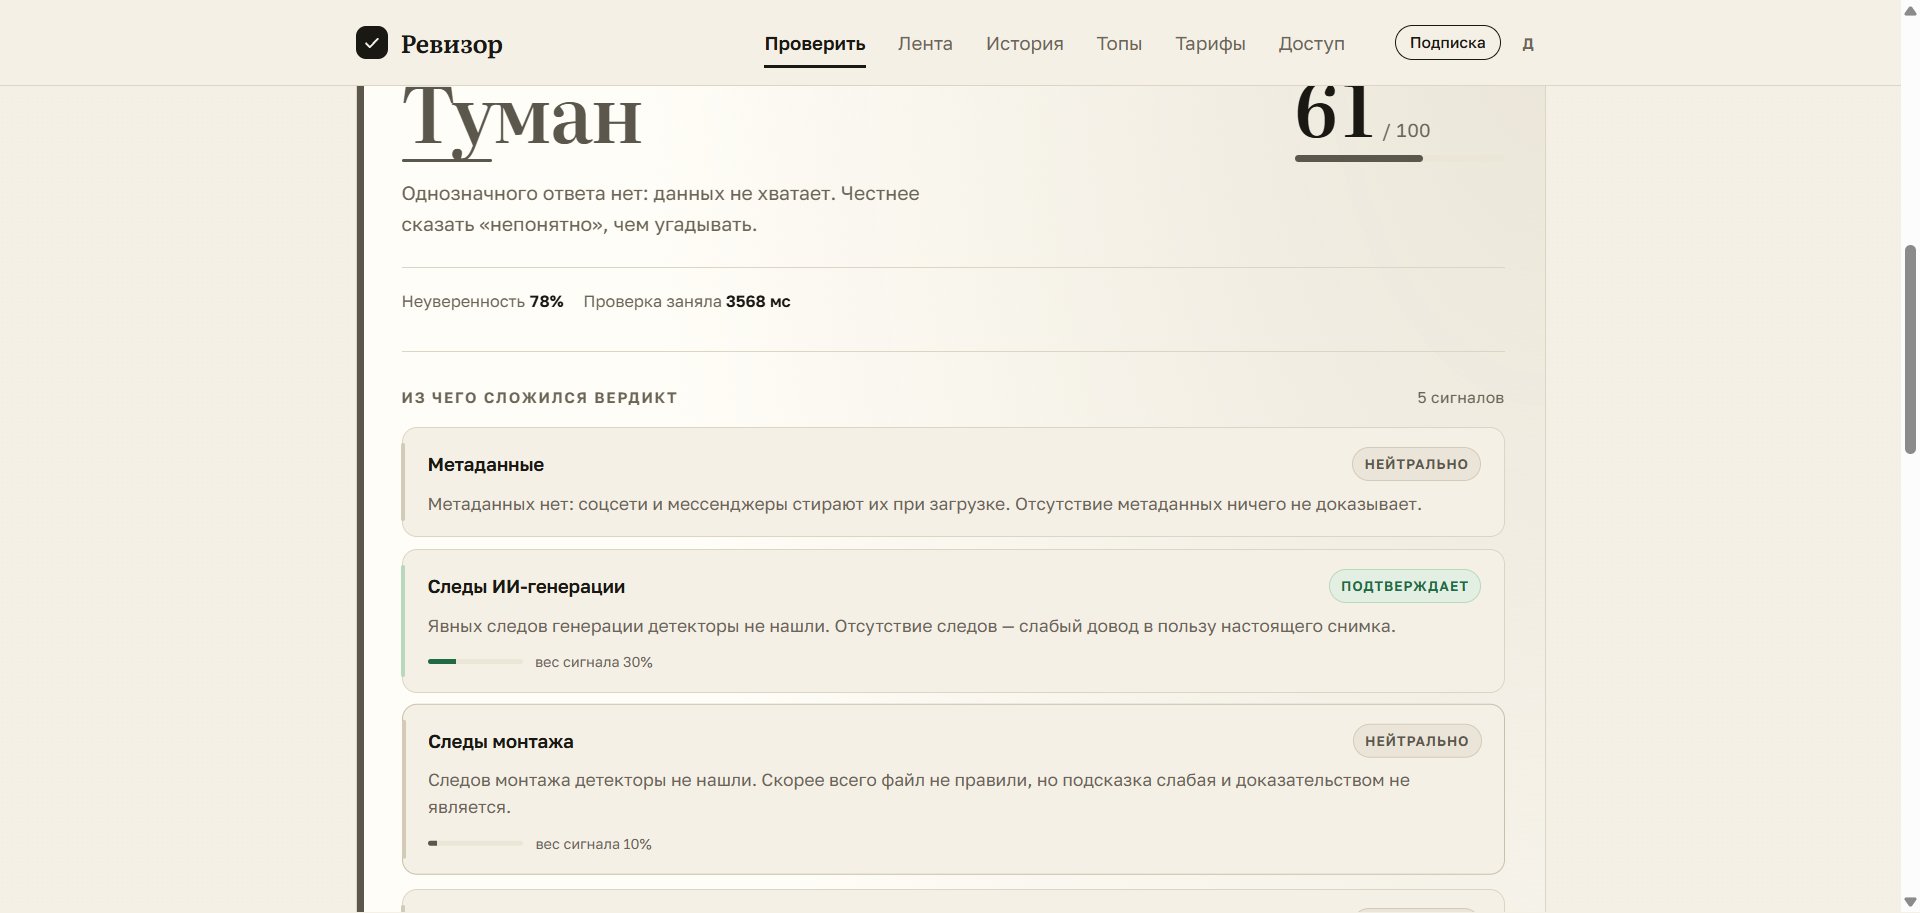 Ревизор
Проверить
Лента
История
Топы
Тарифы
Доступ
Подписка
Д
Туман
61 / 100
Однозначного ответа нет: данных не хватает. Честнее
сказать «непонятно», чем угадывать.
Неуверенность 78% Проверка заняла 3568 мс
ИЗ ЧЕГО СЛОЖИЛСЯ ВЕРДИКТ
5 сигналов
Метаданные
НЕЙТРАЛЬНО
Метаданных нет: соцсети и мессенджеры стирают их при загрузке. Отсутствие метаданных ничего не доказывает.
Следы ИИ-генерации
ПОДТВЕРЖДАЕТ
Явных следов генерации детекторы не нашли. Отсутствие следов — слабый довод в пользу настоящего снимка.
вес сигнала 30%
Следы монтажа
НЕЙТРАЛЬНО
Следов монтажа детекторы не нашли. Скорее всего файл не правили, но подсказка слабая и доказательством не
является.
вес сигнала 10%